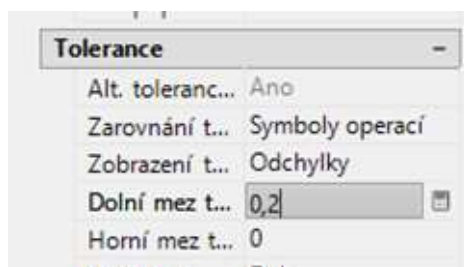 Tolerance −
Alt. toleranc... Ano
Zarovnání t... Symboly operací
Zobrazení t... Odchylky
Dolní mez t... 0,2
Horní mez t... 0